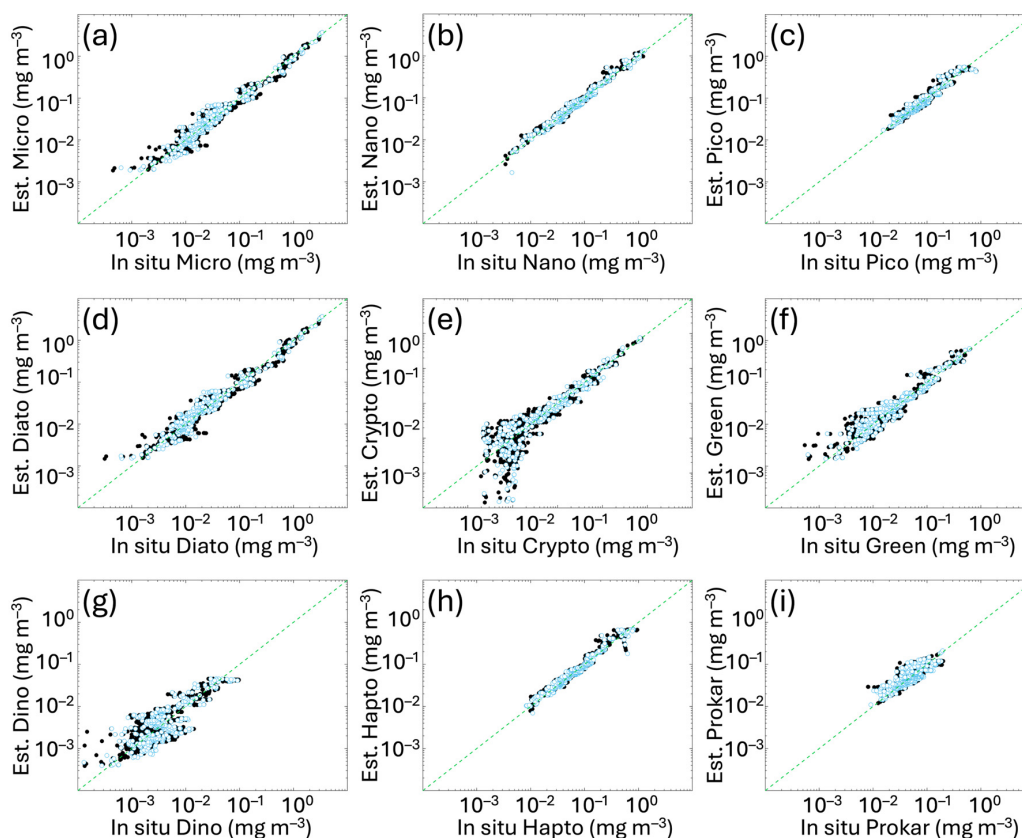 (a)
Est. Micro (mg m⁻³)
10⁰
10⁻¹
10⁻²
10⁻³
10⁻³ 10⁻² 10⁻¹ 10⁰
In situ Micro (mg m⁻³)
(b)
Est. Nano (mg m⁻³)
10⁰
10⁻¹
10⁻²
10⁻³
10⁻³ 10⁻² 10⁻¹ 10⁰
In situ Nano (mg m⁻³)
(c)
Est. Pico (mg m⁻³)
10⁰
10⁻¹
10⁻²
10⁻³
10⁻³ 10⁻² 10⁻¹ 10⁰
In situ Pico (mg m⁻³)
(d)
Est. Diato (mg m⁻³)
10⁰
10⁻¹
10⁻²
10⁻³
10⁻³ 10⁻² 10⁻¹ 10⁰
In situ Diato (mg m⁻³)
(e)
Est. Crypto (mg m⁻³)
10⁰
10⁻¹
10⁻²
10⁻³
10⁻³ 10⁻² 10⁻¹ 10⁰
In situ Crypto (mg m⁻³)
(f)
Est. Green (mg m⁻³)
10⁰
10⁻¹
10⁻²
10⁻³
10⁻³ 10⁻² 10⁻¹ 10⁰
In situ Green (mg m⁻³)
(g)
Est. Dino (mg m⁻³)
10⁰
10⁻¹
10⁻²
10⁻³
10⁻³ 10⁻² 10⁻¹ 10⁰
In situ Dino (mg m⁻³)
(h)
Est. Hapto (mg m⁻³)
10⁰
10⁻¹
10⁻²
10⁻³
10⁻³ 10⁻² 10⁻¹ 10⁰
In situ Hapto (mg m⁻³)
(i)
Est. Prokar (mg m⁻³)
10⁰
10⁻¹
10⁻²
10⁻³
10⁻³ 10⁻² 10⁻¹ 10⁰
In situ Prokar (mg m⁻³)